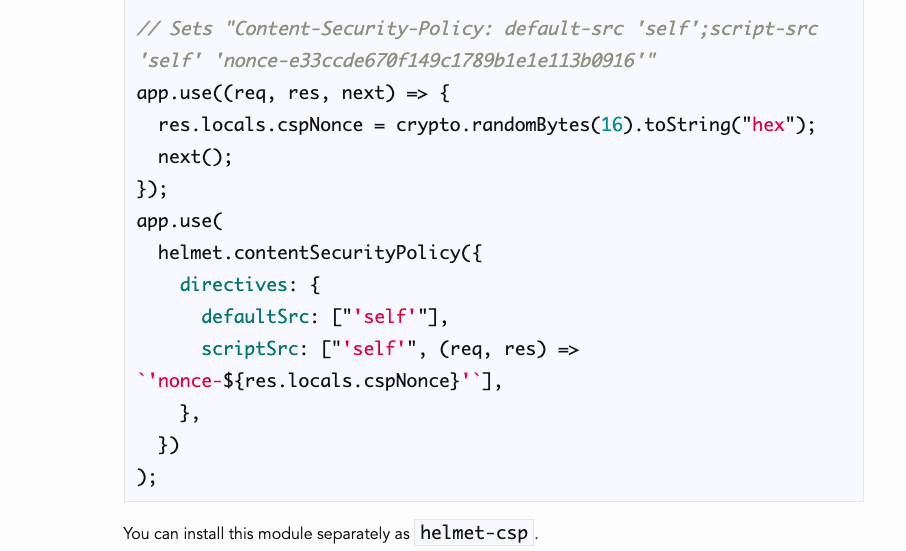 // Sets "Content-Security-Policy: default-src 'self';script-src
'self' 'nonce-e33ccde670f149c1789b1e1e113b0916'"
app.use((req, res, next) => {
  res.locals.cspNonce = crypto.randomBytes(16).toString("hex");
  next();
});
app.use(
  helmet.contentSecurityPolicy({
    directives: {
      defaultSrc: ["'self'"],
      scriptSrc: ["'self'", (req, res) =>
`'nonce-${res.locals.cspNonce}'`],
    },
  })
);
You can install this module separately as helmet-csp.